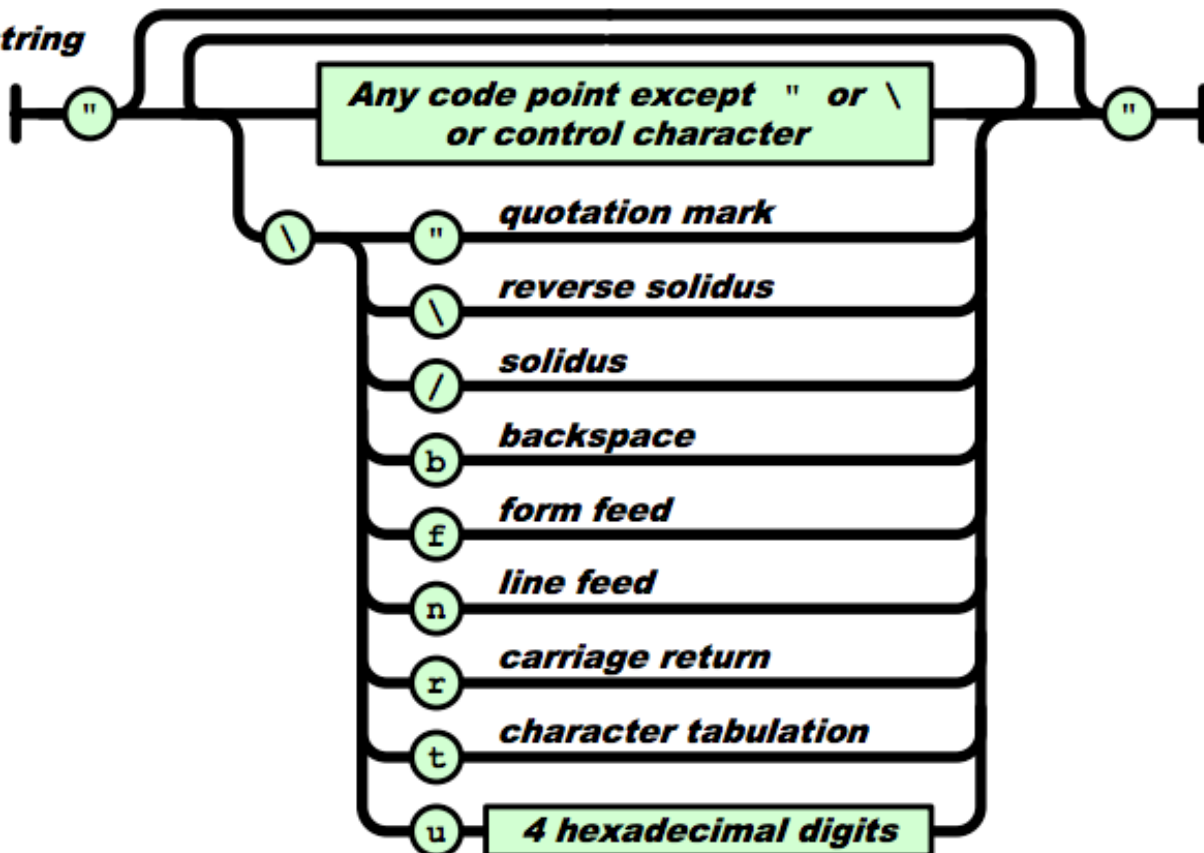 tring
" Any code point except " or \ "
or control character
\ " quotation mark
\ reverse solidus
/ solidus
b backspace
f form feed
n line feed
r carriage return
t character tabulation
u 4 hexadecimal digits